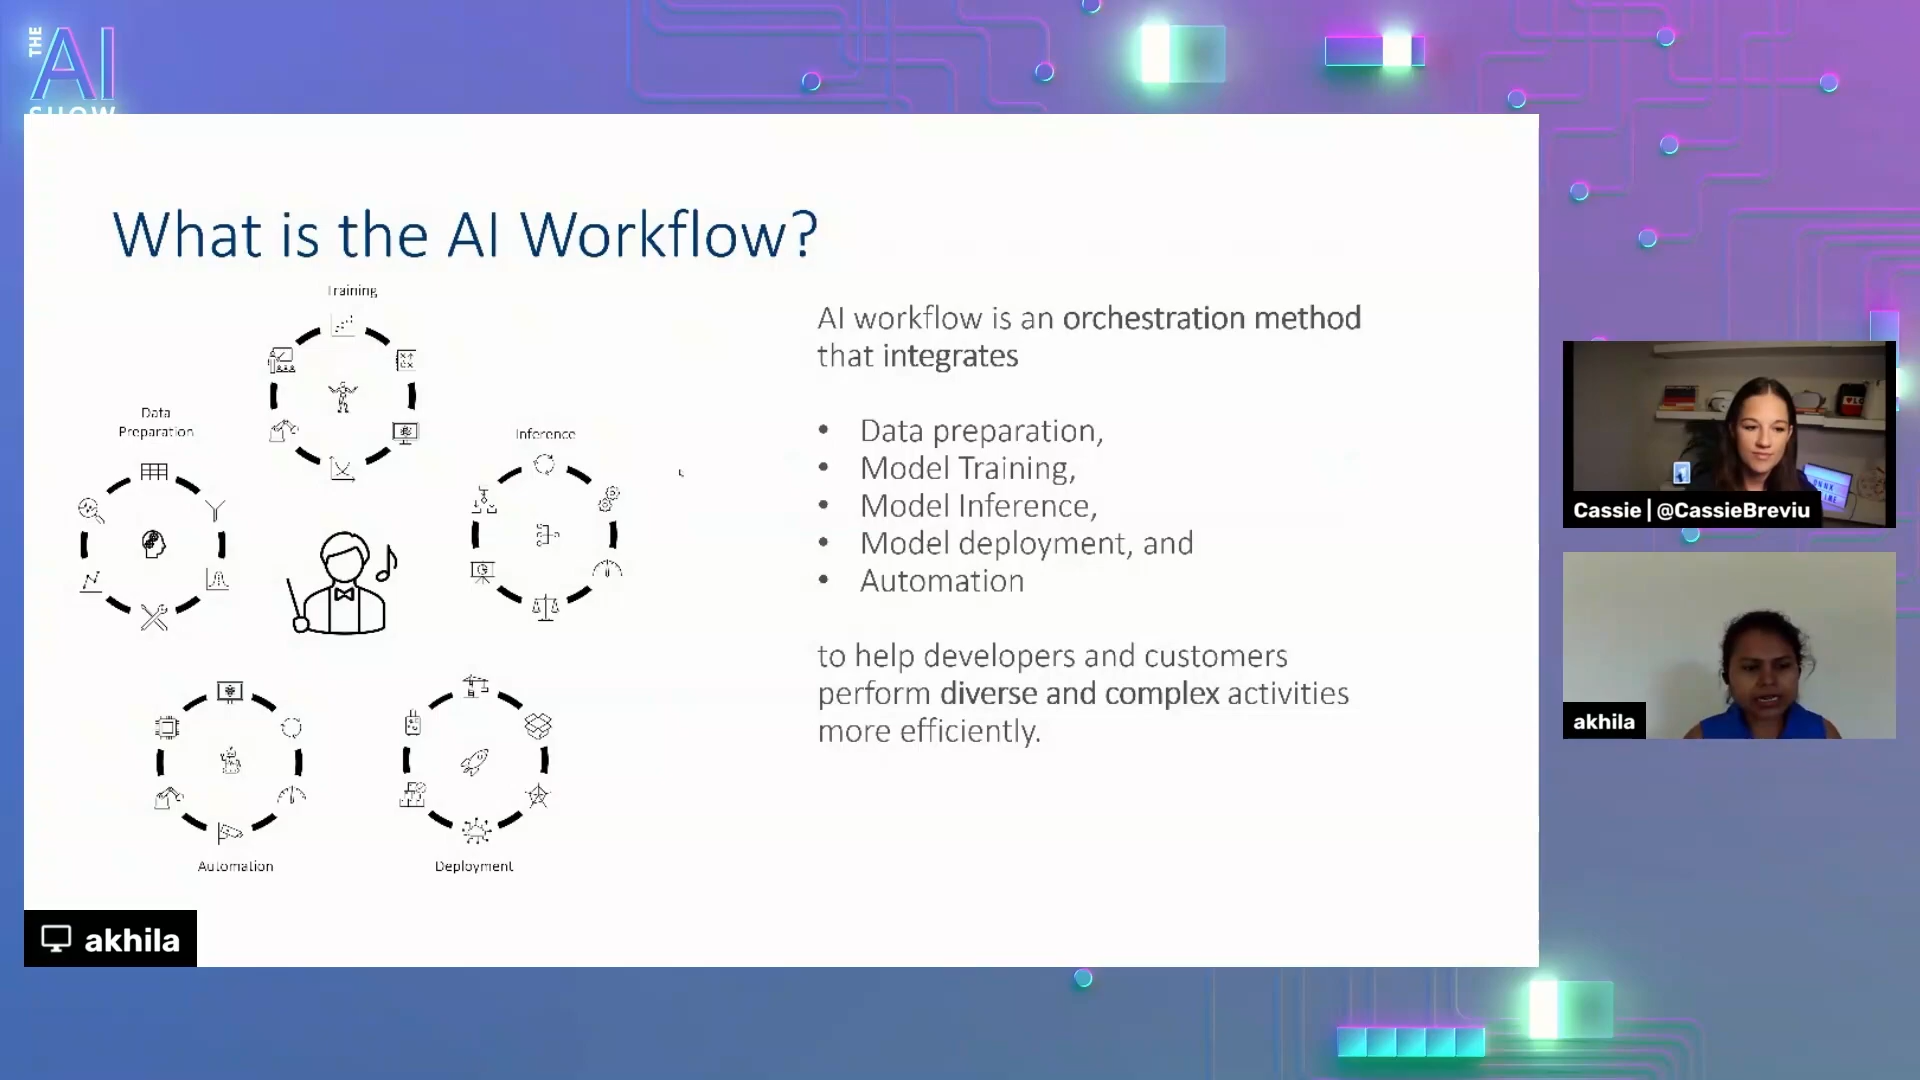 THE
AI
SHOW
What is the AI Workflow?
Training
Data
Preparation
Inference
Automation
Deployment
AI workflow is an orchestration method
that integrates
• Data preparation,
• Model Training,
• Model Inference,
• Model deployment, and
• Automation
to help developers and customers
perform diverse and complex activities
more efficiently.
akhila
Cassie | @CassieBreviu
akhila